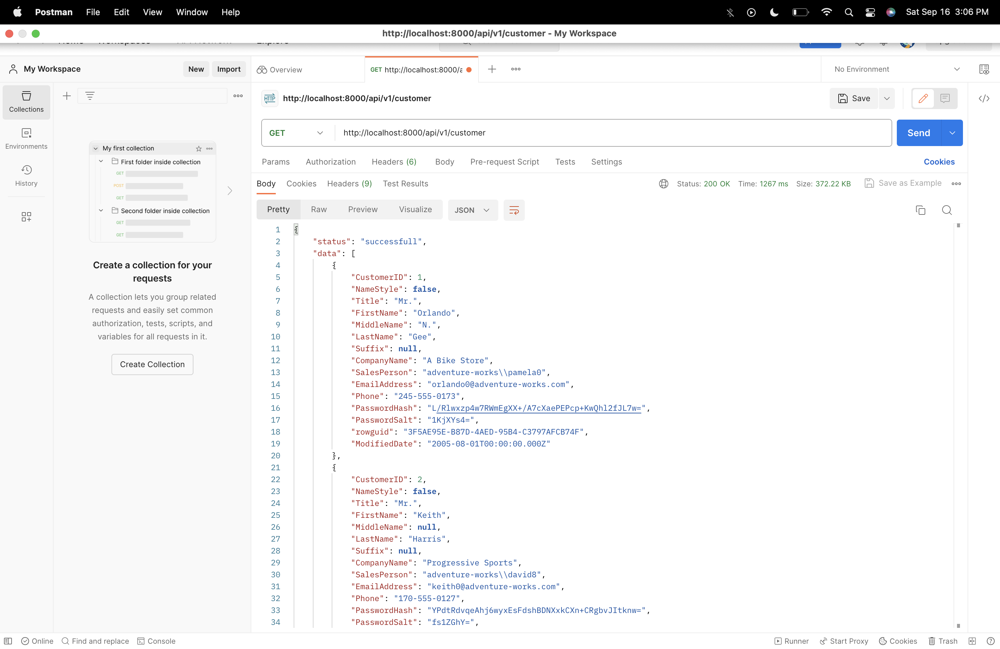 Postman File Edit View Window Help Sat Sep 16 3:06 PM
http://localhost:8000/api/v1/customer - My Workspace
My Workspace New Import Overview GET http://localhost:8000/a No Environment
Collections
Environments
History
My first collection
First folder inside collection
GET
POST
GET
Second folder inside collection
GET
GET
Create a collection for your
requests
A collection lets you group related
requests and easily set common
authorization, tests, scripts, and
variables for all requests in it.
Create Collection
HTTP http://localhost:8000/api/v1/customer Save
GET http://localhost:8000/api/v1/customer Send
Params Authorization Headers (6) Body Pre-request Script Tests Settings Cookies
Body Cookies Headers (9) Test Results Status: 200 OK Time: 1267 ms Size: 372.22 KB Save as Example
Pretty Raw Preview Visualize JSON
1 {
2 "status": "successfull",
3 "data": [
4 {
5 "CustomerID": 1,
6 "NameStyle": false,
7 "Title": "Mr.",
8 "FirstName": "Orlando",
9 "MiddleName": "N.",
10 "LastName": "Gee",
11 "Suffix": null,
12 "CompanyName": "A Bike Store",
13 "SalesPerson": "adventure-works\\pamela0",
14 "EmailAddress": "orlando0@adventure-works.com",
15 "Phone": "245-555-0173",
16 "PasswordHash": "L/Rlwxzp4w7RWmEgXX+/A7cXaePEPcp+KwQhl2fJL7w=",
17 "PasswordSalt": "1KjXYs4=",
18 "rowguid": "3F5AE95E-B87D-4AED-95B4-C3797AFCB74F",
19 "ModifiedDate": "2005-08-01T00:00:00.000Z"
20 },
21 {
22 "CustomerID": 2,
23 "NameStyle": false,
24 "Title": "Mr.",
25 "FirstName": "Keith",
26 "MiddleName": null,
27 "LastName": "Harris",
28 "Suffix": null,
29 "CompanyName": "Progressive Sports",
30 "SalesPerson": "adventure-works\\david8",
31 "EmailAddress": "keith0@adventure-works.com",
32 "Phone": "170-555-0127",
33 "PasswordHash": "YPdtRdvqeAhj6wyxEsFdshBDNXxkCXn+CRgbvJItknw=",
34 "PasswordSalt": "fs1ZGhY=",
Online Find and replace Console Runner Start Proxy Cookies Trash